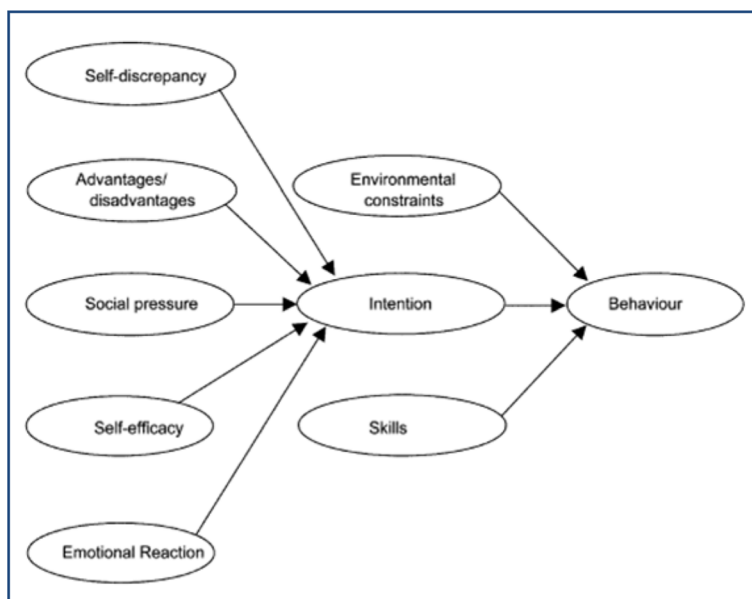 Self-discrepancy
Advantages/
disadvantages
Environmental
constraints
Social pressure
Intention
Behaviour
Self-efficacy
Skills
Emotional Reaction